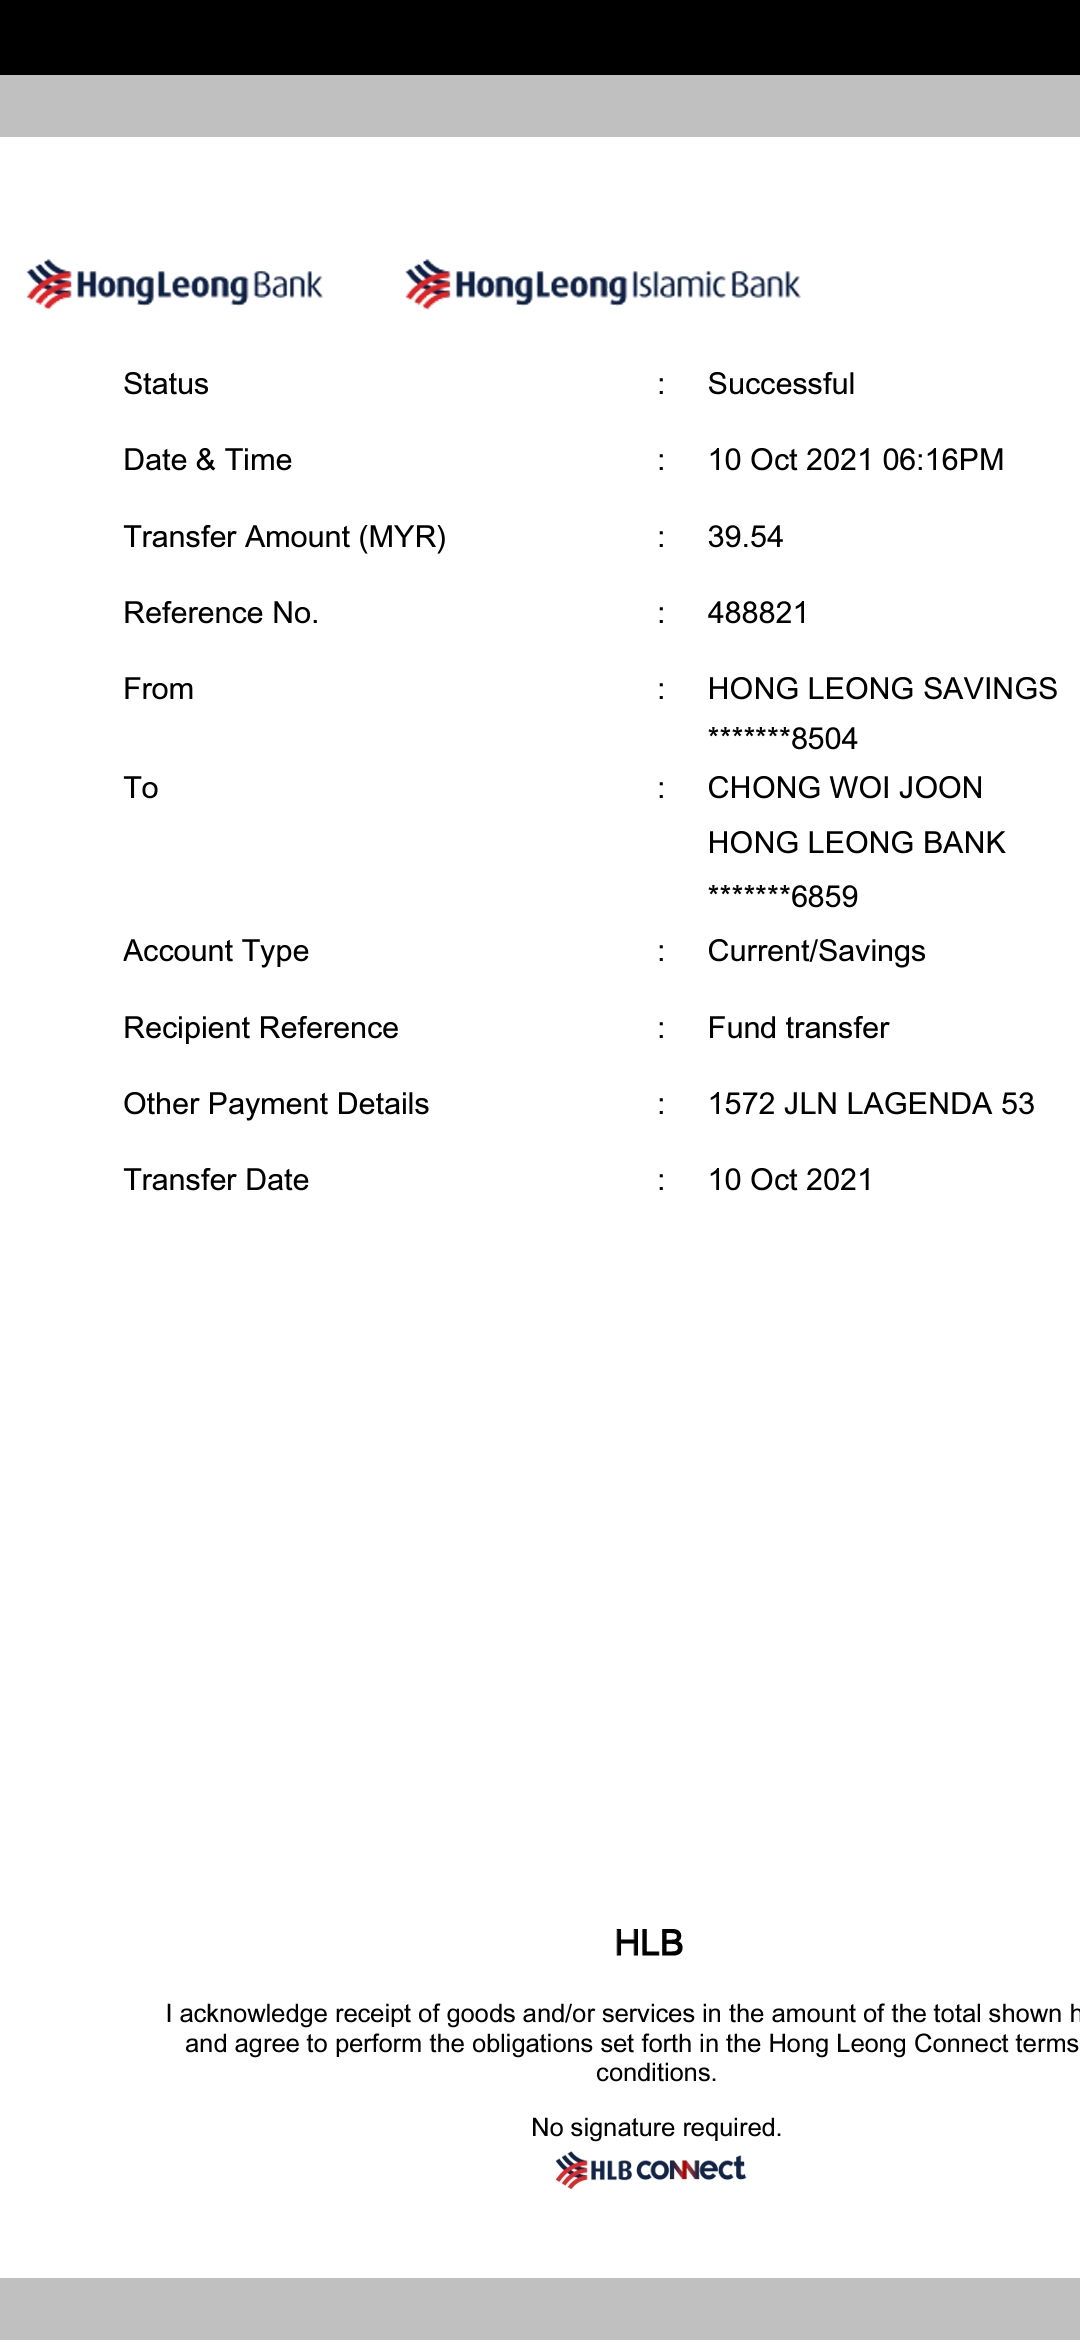 HongLeong Bank HongLeong Islamic Bank
Status : Successful
Date & Time : 10 Oct 2021 06:16PM
Transfer Amount (MYR) : 39.54
Reference No. : 488821
From : HONG LEONG SAVINGS
*******8504
To : CHONG WOI JOON
HONG LEONG BANK
*******6859
Account Type : Current/Savings
Recipient Reference : Fund transfer
Other Payment Details : 1572 JLN LAGENDA 53
Transfer Date : 10 Oct 2021
HLB
I acknowledge receipt of goods and/or services in the amount of the total shown
and agree to perform the obligations set forth in the Hong Leong Connect terms
conditions.
No signature required.
HLB CONNECT